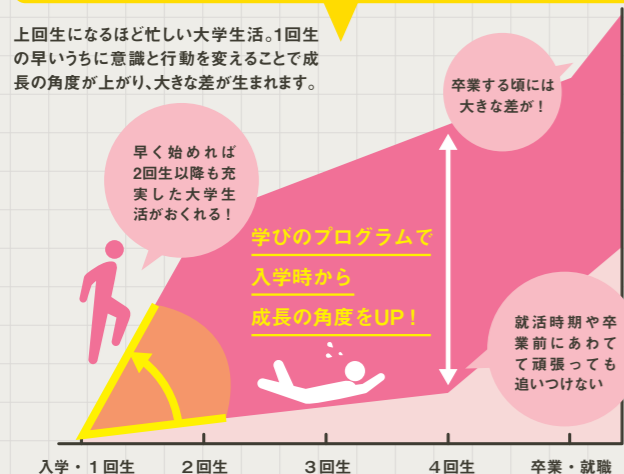 上回生になるほど忙しい大学生活。1回生
の早いうちに意識と行動を変えることで成
長の角度が上がり、大きな差が生まれます。
卒業する頃には
大きな差が！
早く始めれば
2回生以降も充
実した大学生
活がおくれる！
学びのプログラムで
入学時から
成長の角度をUP！
就活時期や卒
業前にあわて
て頑張っても
追いつけない
入学・1回生
2回生
3回生
4回生
卒業・就職